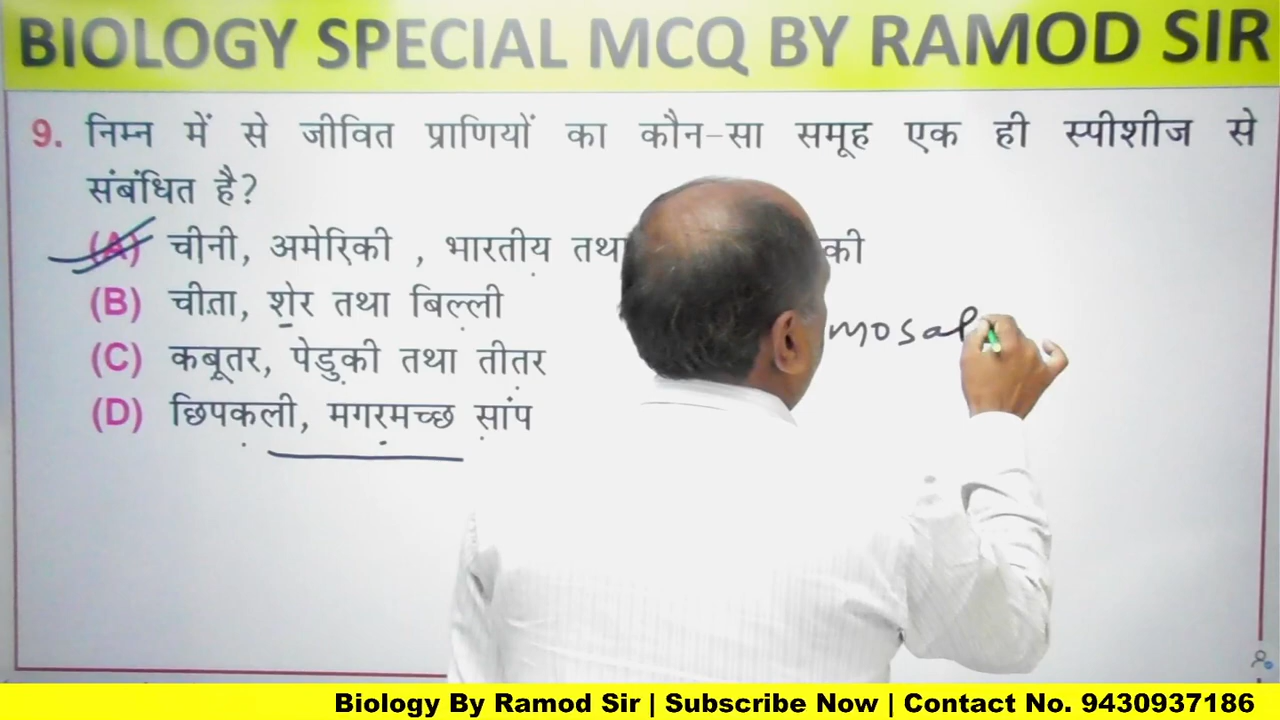 BIOLOGY SPECIAL MCQ BY RAMOD SIR
9. निम्न में से जीवित प्राणियों का कौन-सा समूह एक ही स्पीशीज से
संबंधित है?
(A) चीनी, अमेरिकी , भारतीय तथा
(B) चीता, शेर तथा बिल्ली
(C) कबूतर, पेडुकी तथा तीतर
(D) छिपकली, मगरमच्छ सांप
Biology By Ramod Sir | Subscribe Now | Contact No. 9430937186